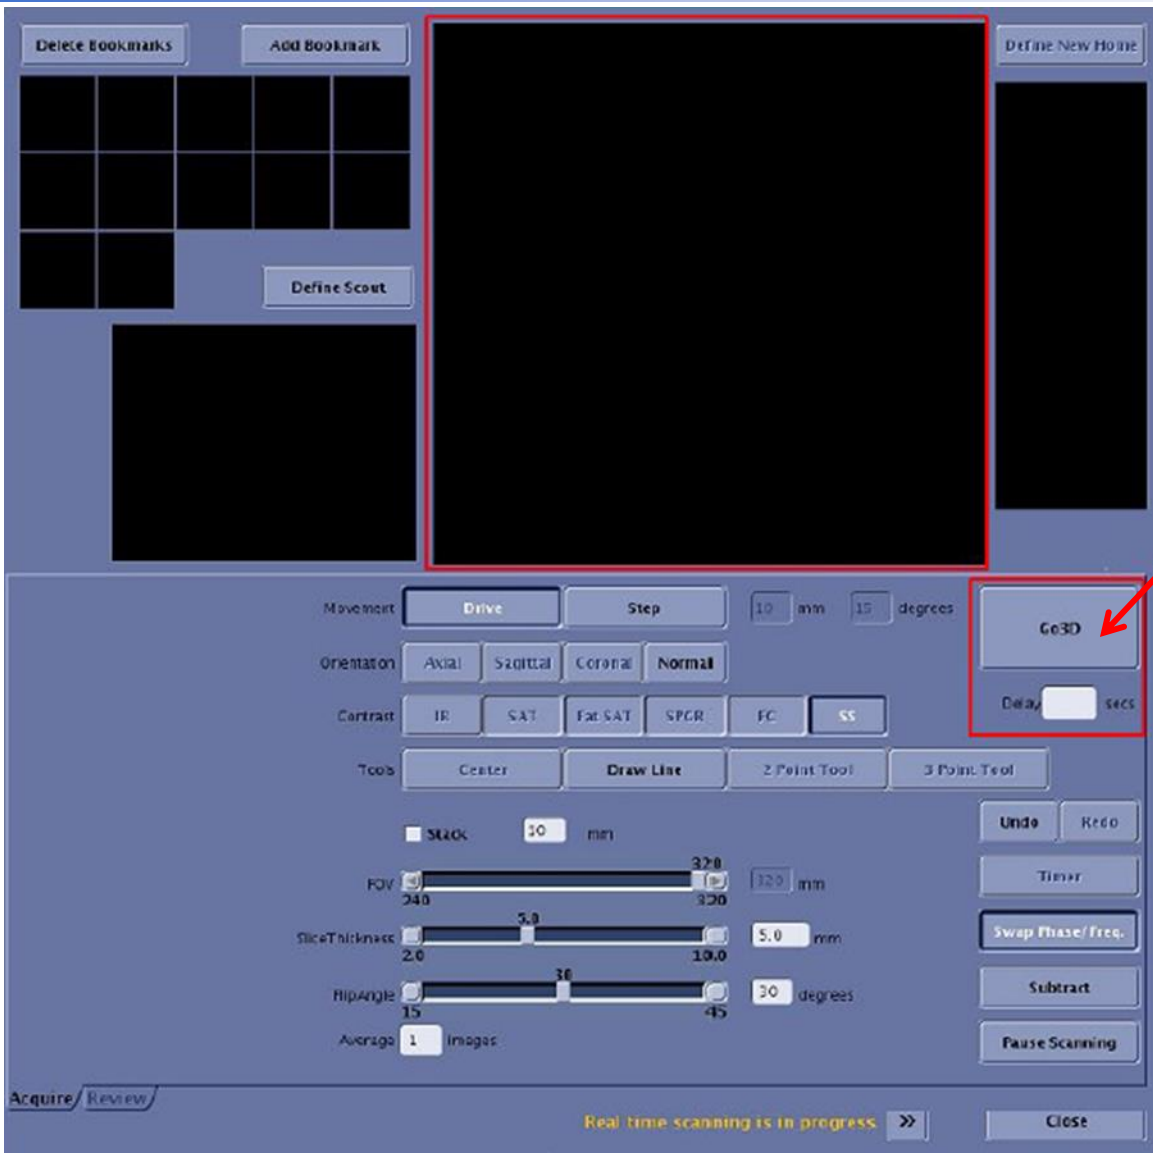 Delete Bookmarks Add Bookmark Define New Home
Define Scout
Movement Drive Step 10 mm 15 degrees Go3D
Orientation Axial Sagittal Coronal Normal
Delay secs
Contrast IR SAT Fat SAT SPGR FC SS
Tools Center Draw Line 2 Point Tool 3 Point Tool
Stack 10 mm Undo Redo
320
FOV 320 mm Timer
240 320
5.0
SliceThickness 5.0 mm Swap Phase/Freq.
2.0 10.0
30
FlipAngle 30 degrees Subtract
15 45
Average 1 images Pause Scanning
Acquire Review
Real time scanning is in progress. >> Close